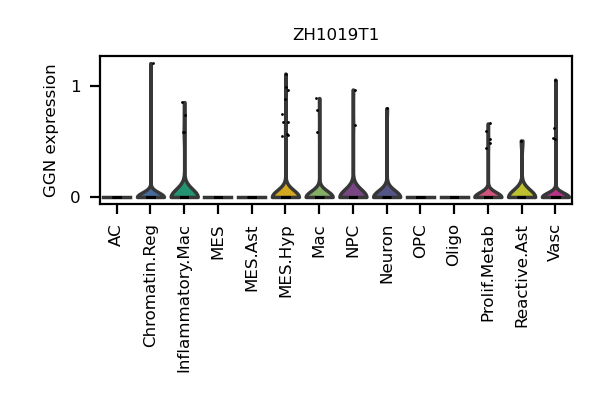 ZH1019T1
GGN expression
1
0
AC
Chromatin.Reg
Inflammatory.Mac
MES
MES.Ast
MES.Hyp
Mac
NPC
Neuron
OPC
Oligo
Prolif.Metab
Reactive.Ast
Vasc